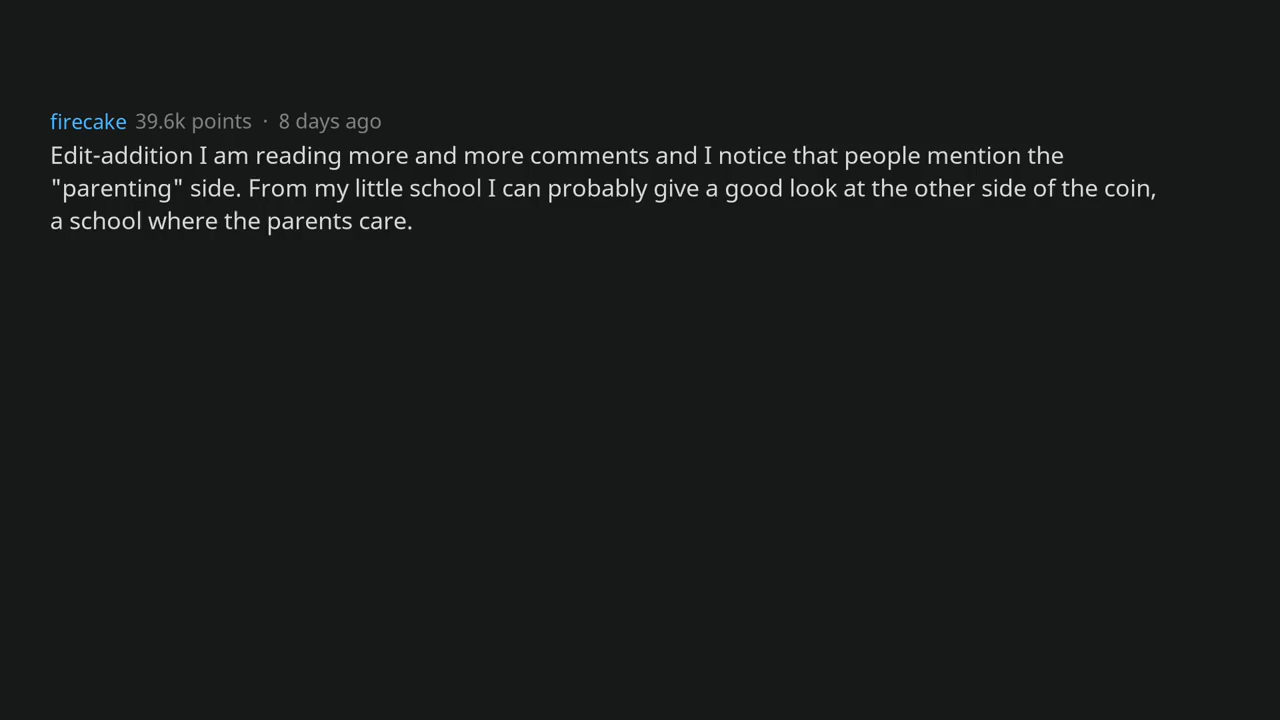 firecake 39.6k points · 8 days ago
Edit-addition I am reading more and more comments and I notice that people mention the
"parenting" side. From my little school I can probably give a good look at the other side of the coin,
a school where the parents care.